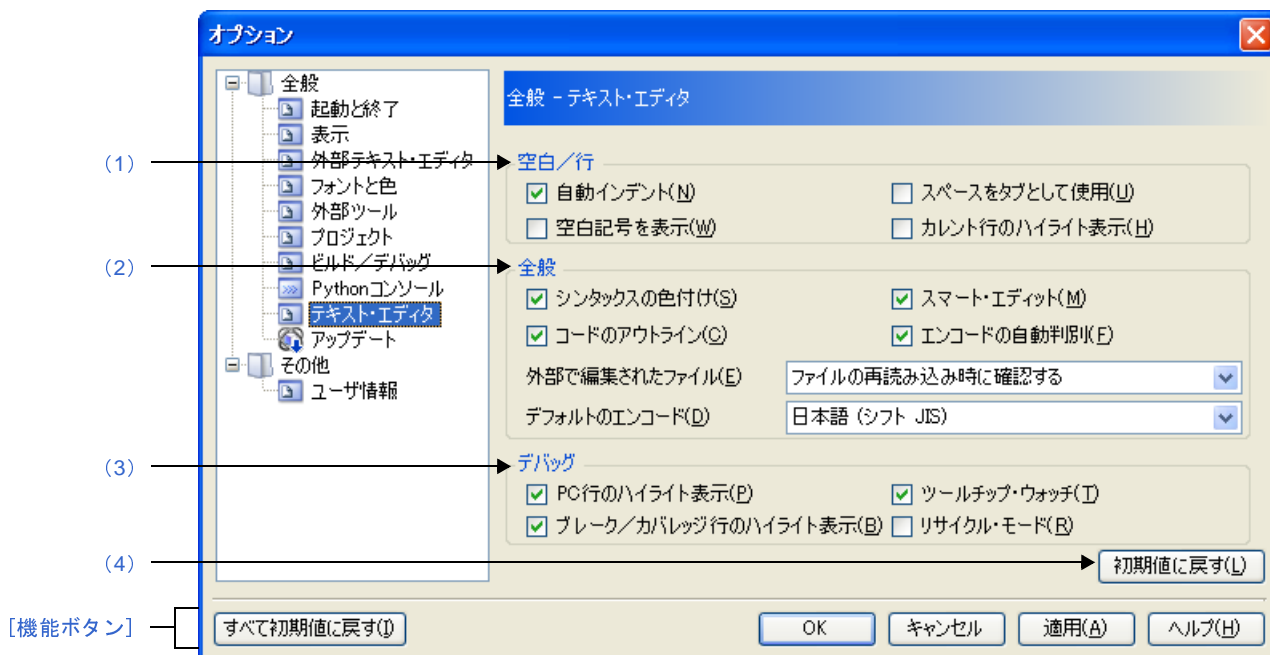 オプション
全般
起動と終了
表示
外部テキスト・エディタ
フォントと色
外部ツール
プロジェクト
ビルド／デバッグ
Pythonコンソール
テキスト・エディタ
アップデート
その他
ユーザ情報
全般 - テキスト・エディタ
(1)
空白／行
自動インデント(N) スペースをタブとして使用(U)
空白記号を表示(W) カレント行のハイライト表示(H)
(2)
全般
シンタックスの色付け(S) スマート・エディット(M)
コードのアウトライン(C) エンコードの自動判別(F)
外部で編集されたファイル(E) ファイルの再読み込み時に確認する
デフォルトのエンコード(D) 日本語 (シフト JIS)
(3)
デバッグ
PC行のハイライト表示(P) ツールチップ・ウォッチ(T)
ブレーク／カバレッジ行のハイライト表示(B) リサイクル・モード(R)
(4)
初期値に戻す(L)
[機能ボタン]
すべて初期値に戻す(I) OK キャンセル 適用(A) ヘルプ(H)